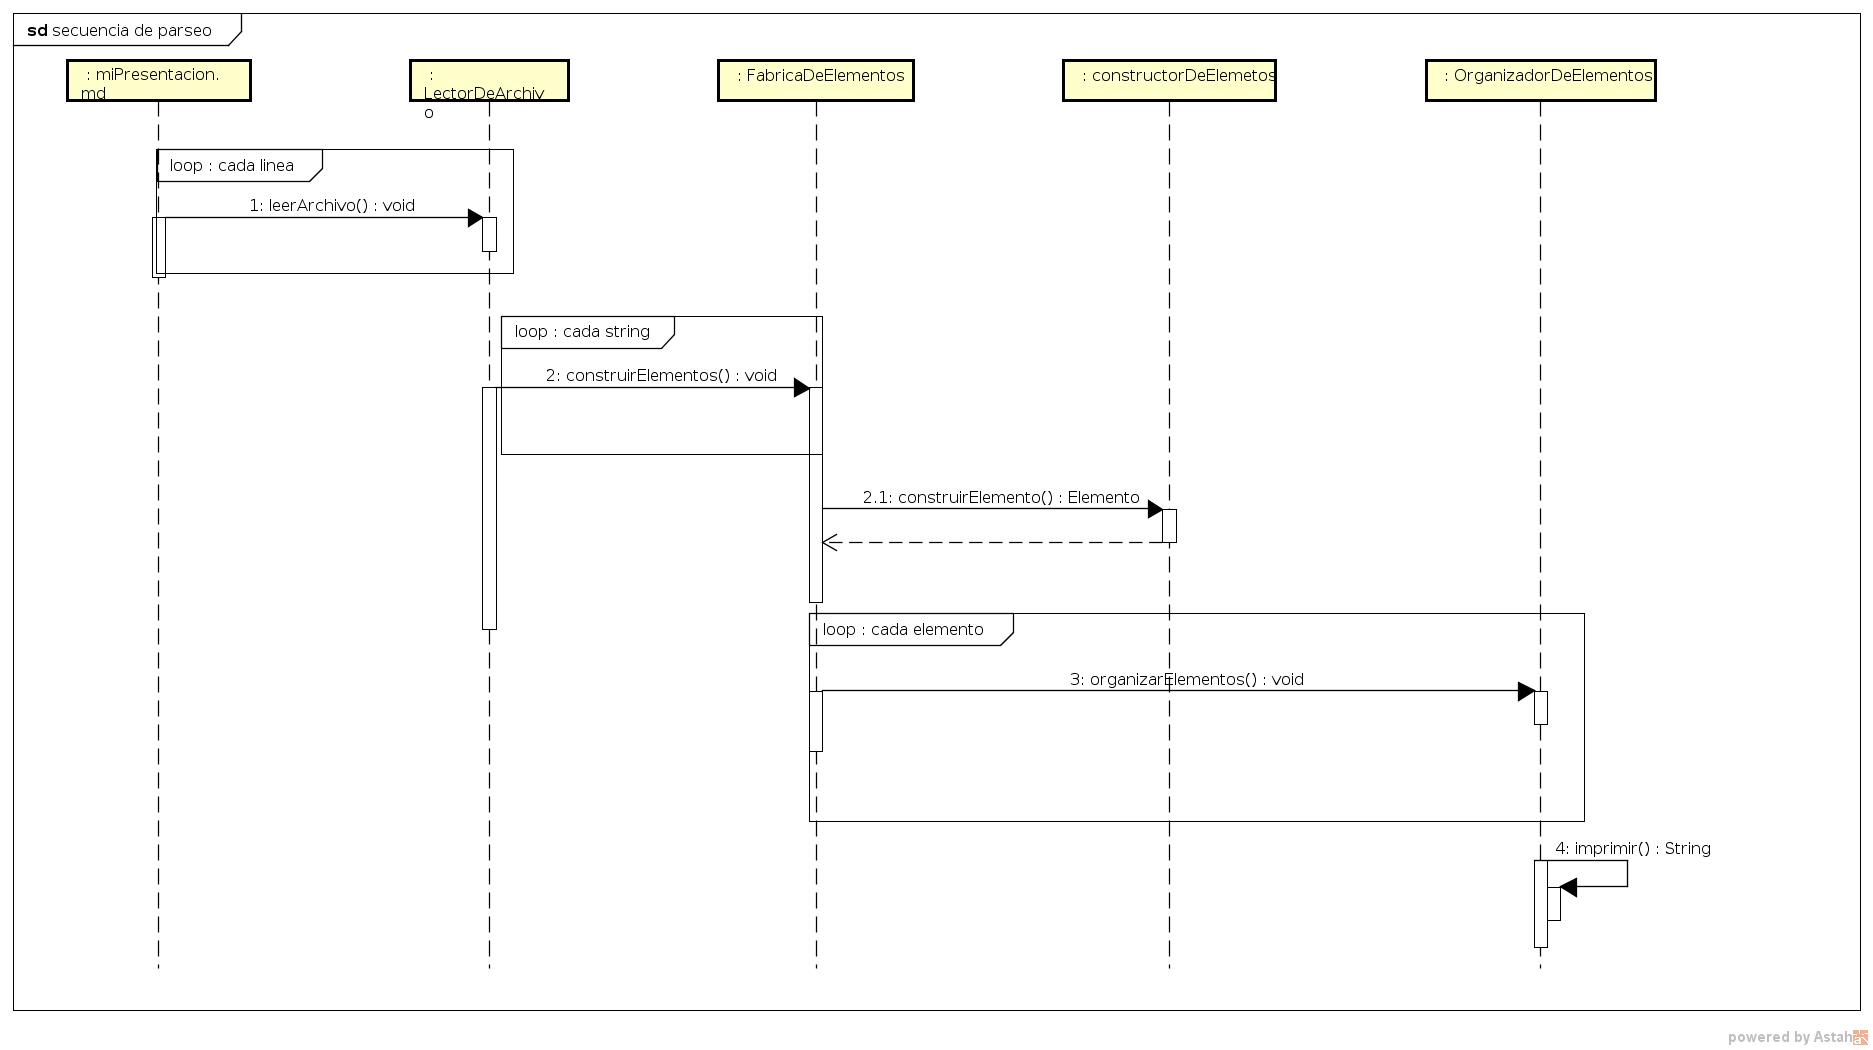 sd secuencia de parseo
: miPresentacion.
md
:
LectorDeArchiv
o
: FabricaDeElementos
: constructorDeElemetos
: OrganizadorDeElementos
loop : cada linea
1: leerArchivo() : void
loop : cada string
2: construirElementos() : void
2.1: construirElemento() : Elemento
loop : cada elemento
3: organizarElementos() : void
4: imprimir() : String
powered by Astah